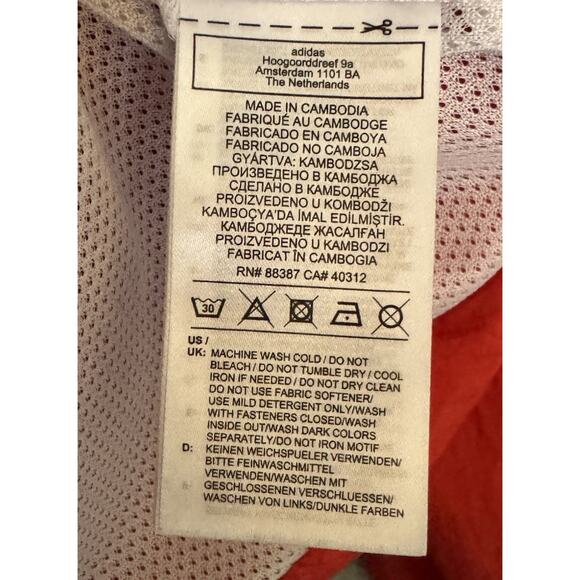 adidas
Hoogoorddreef 9a
Amsterdam 1101 BA
The Netherlands
MADE IN CAMBODIA
FABRIQUÉ AU CAMBODGE
FABRICADO EN CAMBOYA
FABRICADO NO CAMBOJA
GYÁRTVA: KAMBODZSA
ПРОИЗВЕДЕНО В КАМБОДЖА
СДЕЛАНО В КАМБОДЖЕ
PROIZVEDENO U KOMBODŽI
KAMBOÇYA'DA İMAL EDİLMİŞTİR.
КАМБОДЖЕДЕ ЖАСАЛҒАН
PROIZVEDENO U KAMBODZI
FABRICAT ÎN CAMBOGIA
RN# 88387 CA# 40312
30
US /
UK: MACHINE WASH COLD / DO NOT
BLEACH / DO NOT TUMBLE DRY / COOL
IRON IF NEEDED / DO NOT DRY CLEAN
DO NOT USE FABRIC SOFTENER/
USE MILD DETERGENT ONLY/WASH
WITH FASTENERS CLOSED/WASH
INSIDE OUT/WASH DARK COLORS
SEPARATELY/DO NOT IRON MOTIF
D: KEINEN WEICHSPUELER VERWENDEN/
BITTE FEINWASCHMITTEL
VERWENDEN/WASCHEN MIT
GESCHLOSSENEN VERSCHLUESSEN/
WASCHEN VON LINKS/DUNKLE FARBEN